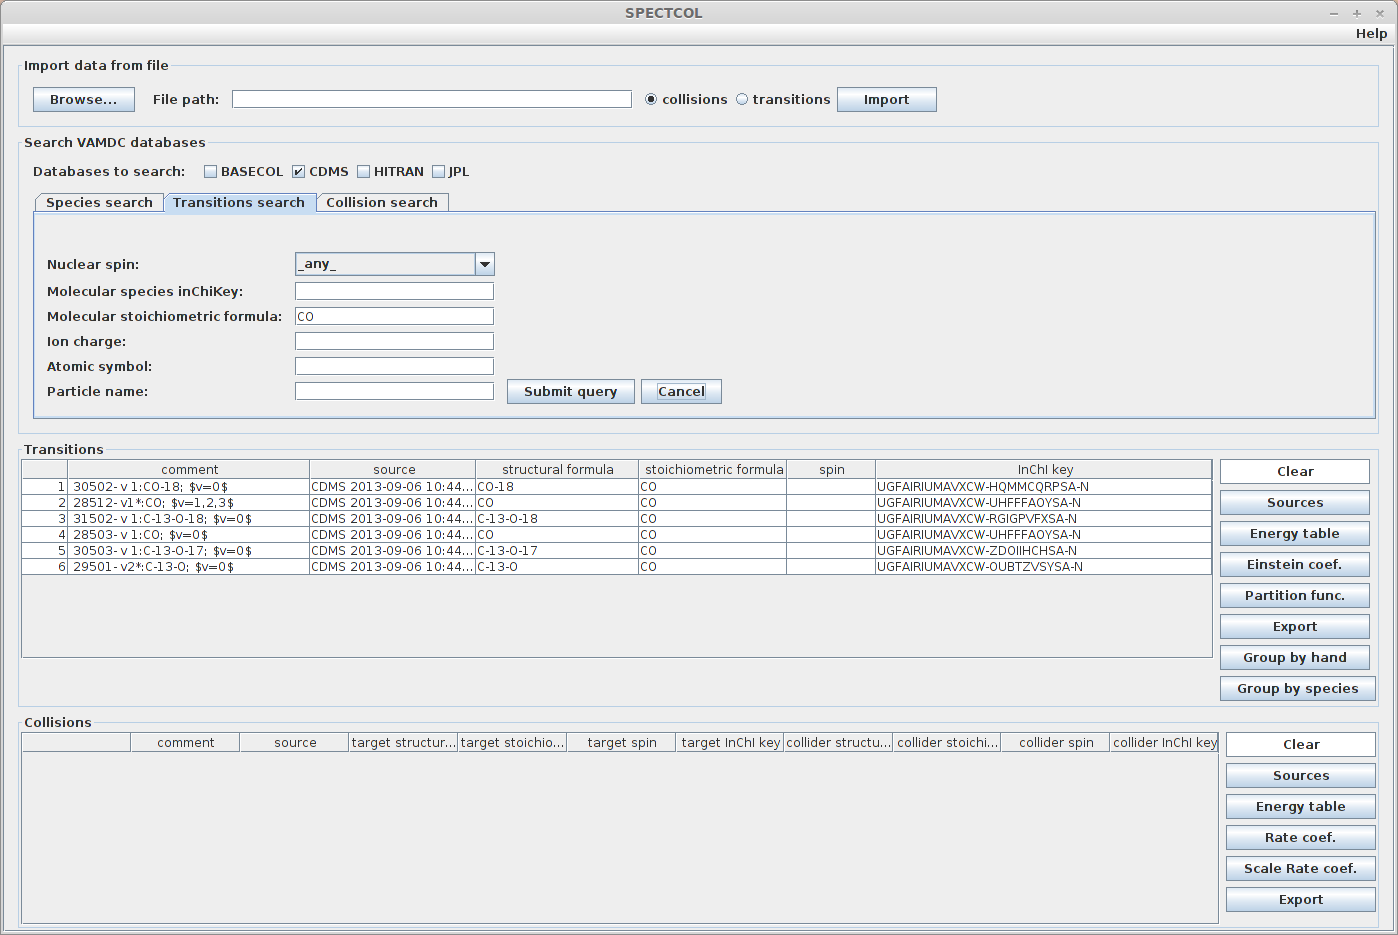 SPECTCOL
Help
Import data from file
Browse... File path: collisions transitions Import
Search VAMDC databases
Databases to search: BASECOL CDMS HITRAN JPL
Species search Transitions search Collision search
Nuclear spin: _any_
Molecular species inChiKey:
Molecular stoichiometric formula: CO
Ion charge:
Atomic symbol:
Particle name: Submit query Cancel
Transitions
comment source structural formula stoichiometric formula spin InChI key
1 30502- v 1:CO-18; $v=0$ CDMS 2013-09-06 10:44... CO-18 CO UGFAIRIUMAVXCW-HQMMCQRPSA-N
2 28512- v1*:CO; $v=1,2,3$ CDMS 2013-09-06 10:44... CO CO UGFAIRIUMAVXCW-UHFFFAOYSA-N
3 31502- v 1:C-13-O-18; $v=0$ CDMS 2013-09-06 10:44... C-13-O-18 CO UGFAIRIUMAVXCW-RGIGPVFXSA-N
4 28503- v 1:CO; $v=0$ CDMS 2013-09-06 10:44... CO CO UGFAIRIUMAVXCW-UHFFFAOYSA-N
5 30503- v 1:C-13-O-17; $v=0$ CDMS 2013-09-06 10:44... C-13-O-17 CO UGFAIRIUMAVXCW-ZDOIIHCHSA-N
6 29501- v2*:C-13-O; $v=0$ CDMS 2013-09-06 10:44... C-13-O CO UGFAIRIUMAVXCW-OUBTZVSYSA-N
Clear
Sources
Energy table
Einstein coef.
Partition func.
Export
Group by hand
Group by species
Collisions
comment source target structur... target stoichio... target spin target InChI key collider structu... collider stoichi... collider spin collider InChI key
Clear
Sources
Energy table
Rate coef.
Scale Rate coef.
Export